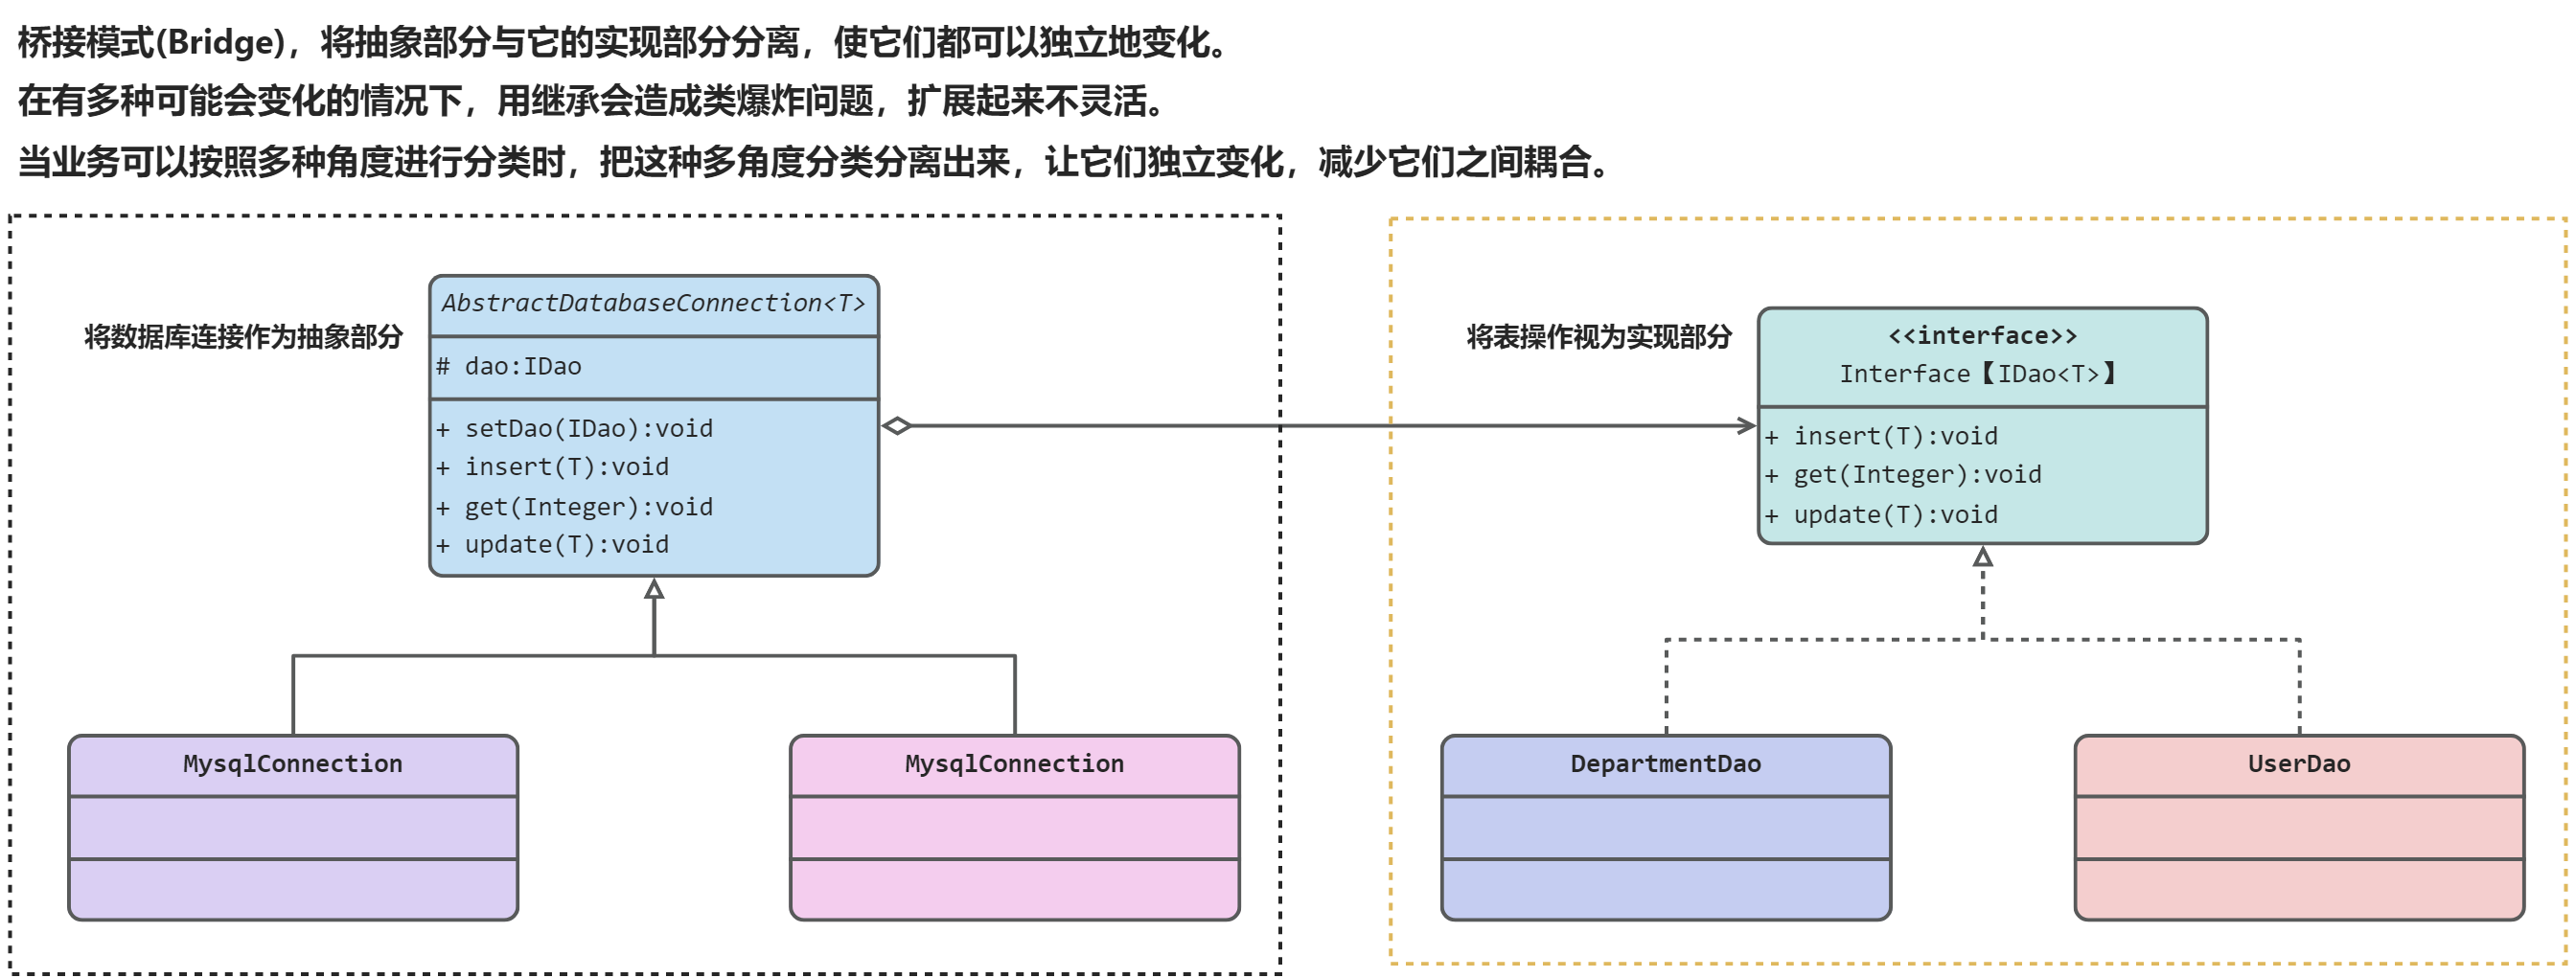 桥接模式(Bridge)，将抽象部分与它的实现部分分离，使它们都可以独立地变化。
在有多种可能会变化的情况下，用继承会造成类爆炸问题，扩展起来不灵活。
当业务可以按照多种角度进行分类时，把这种多角度分类分离出来，让它们独立变化，减少它们之间耦合。
将数据库连接作为抽象部分
AbstractDatabaseConnection<T>
# dao:IDao
+ setDao(IDao):void
+ insert(T):void
+ get(Integer):void
+ update(T):void
MysqlConnection
MysqlConnection
将表操作视为实现部分
<<interface>>
Interface【IDao<T>】
+ insert(T):void
+ get(Integer):void
+ update(T):void
DepartmentDao
UserDao